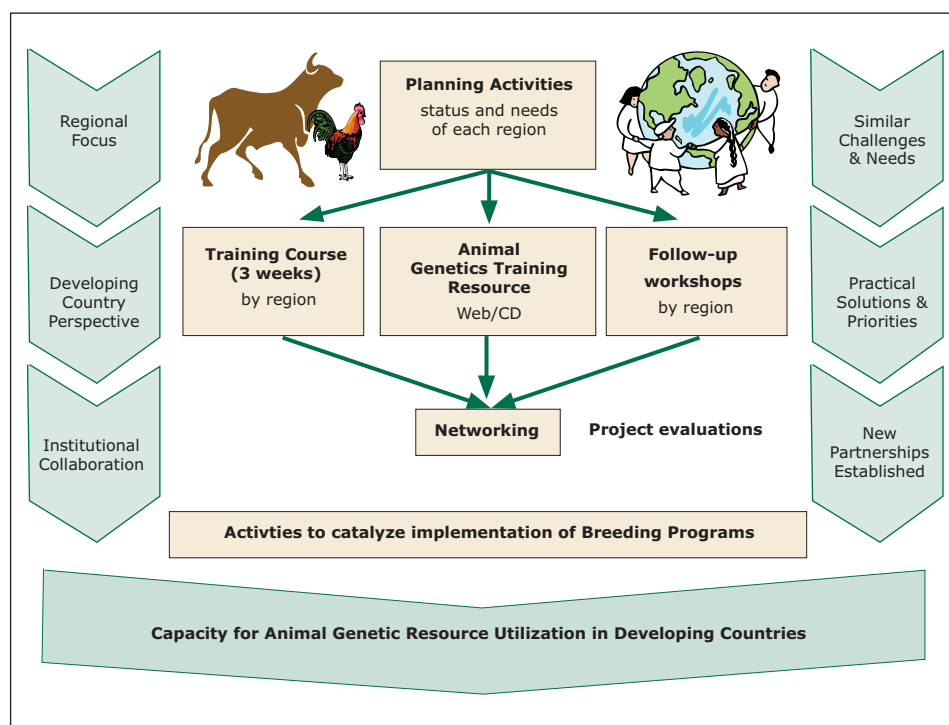 Regional
Focus
Planning Activities
status and needs
of each region
Similar
Challenges
& Needs
Developing
Country
Perspective
Training Course
(3 weeks)
by region
Animal
Genetics Training
Resource
Web/CD
Follow-up
workshops
by region
Practical
Solutions &
Priorities
Institutional
Collaboration
Networking
Project evaluations
New
Partnerships
Established
Activties to catalyze implementation of Breeding Programs
Capacity for Animal Genetic Resource Utilization in Developing Countries